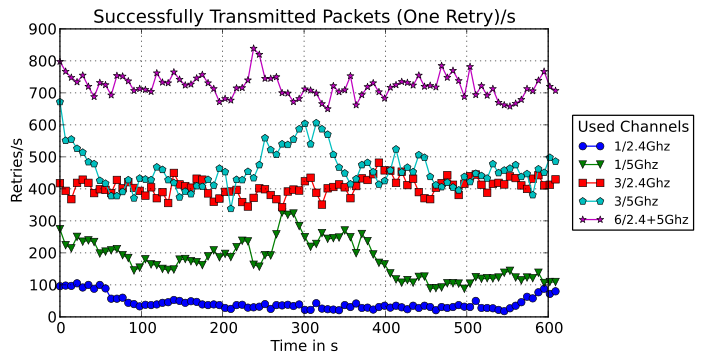 Successfully Transmitted Packets (One Retry)/s
900
800
700
600
500
400
300
200
100
0
Retries/s
0 100 200 300 400 500 600
Time in s
Used Channels
1/2.4Ghz
1/5Ghz
3/2.4Ghz
3/5Ghz
6/2.4+5Ghz